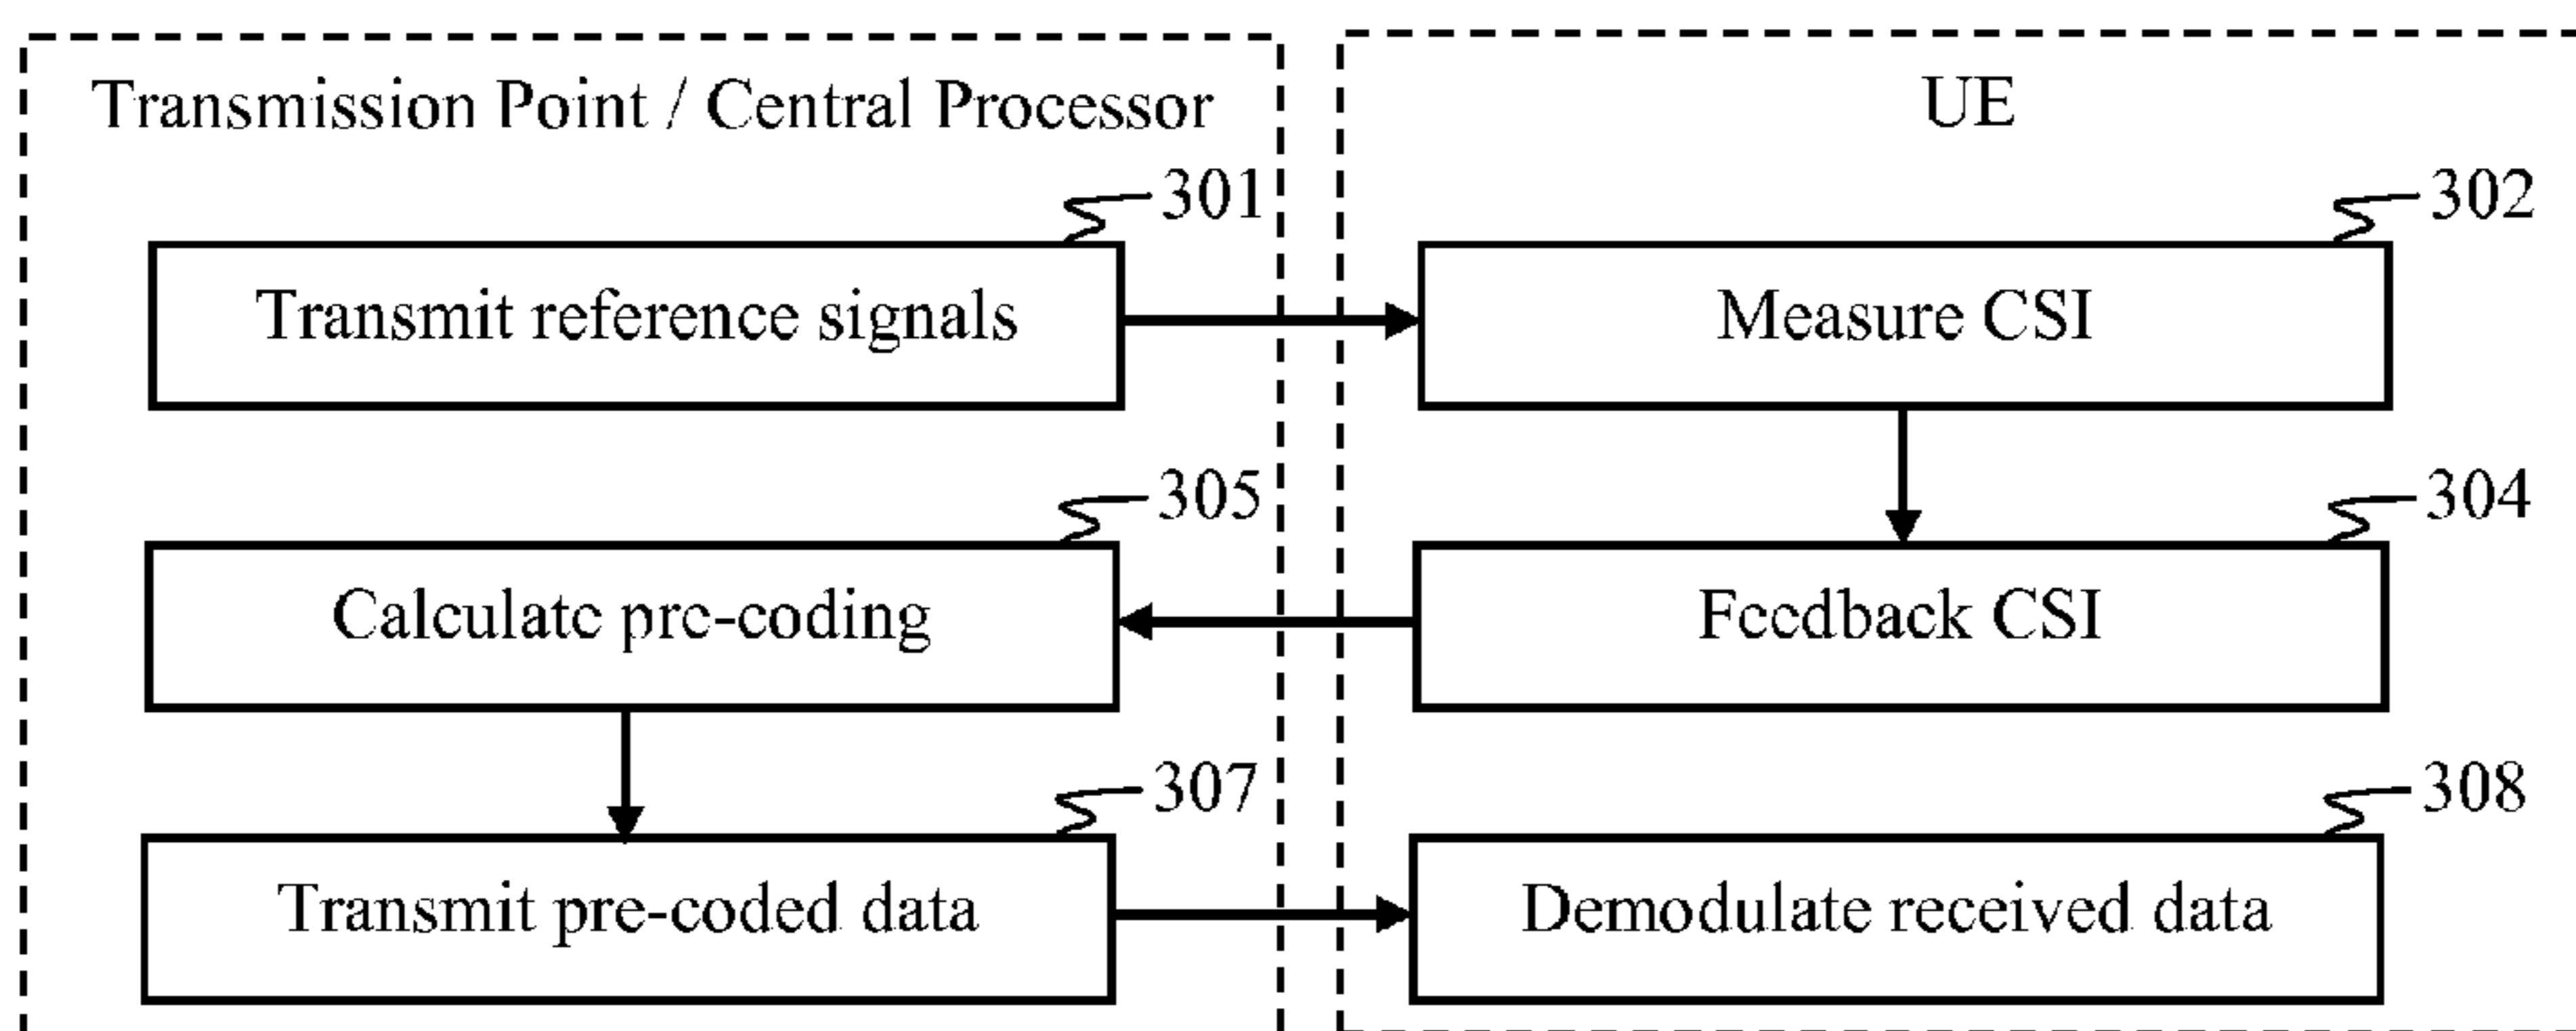 Transmission Point / Central Processor
UE
301
302
Transmit reference signals
Measure CSI
305
304
Calculate pre-coding
Feedback CSI
307
308
Transmit pre-coded data
Demodulate received data